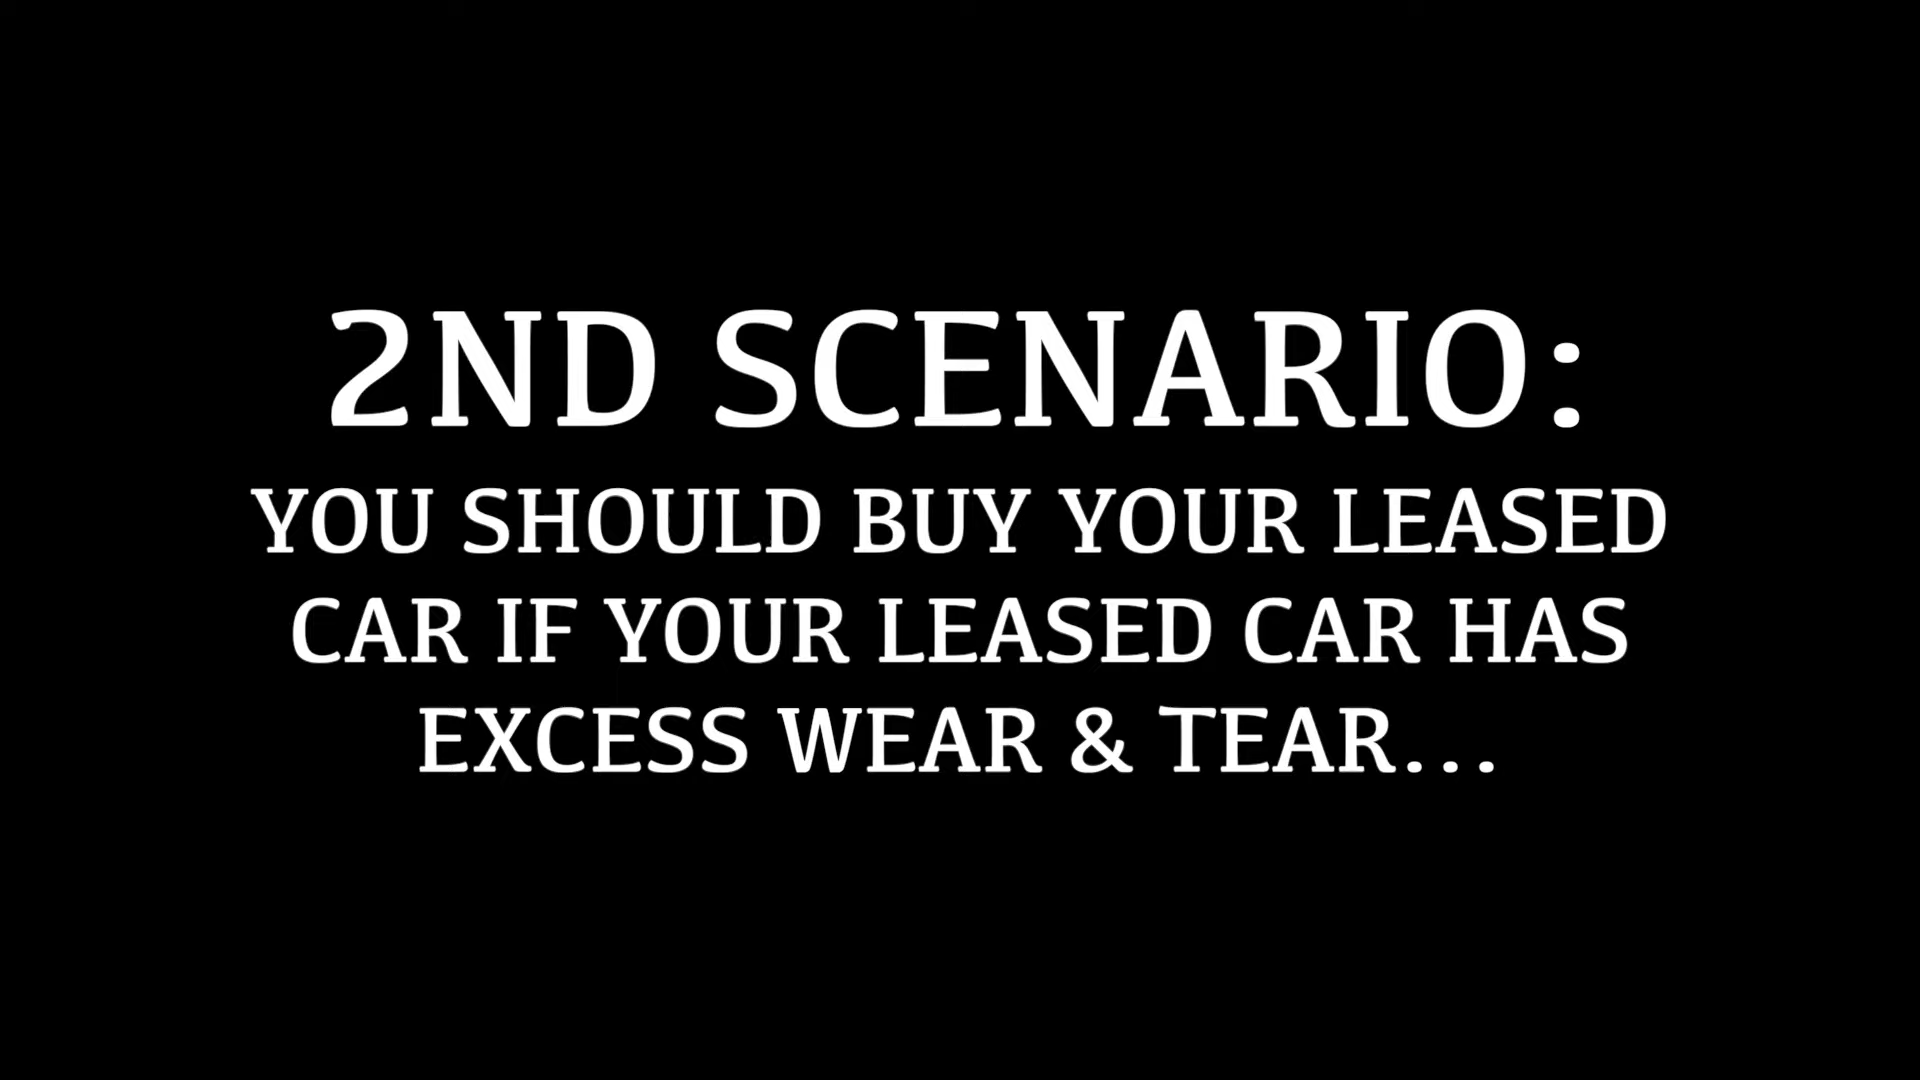 2ND SCENARIO:
YOU SHOULD BUY YOUR LEASED
CAR IF YOUR LEASED CAR HAS
EXCESS WEAR & TEAR...